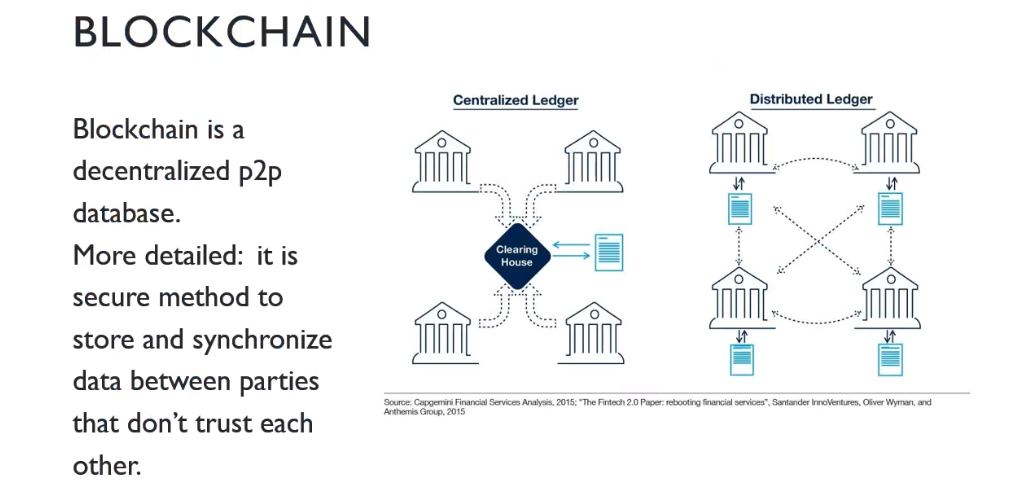 BLOCKCHAIN
Blockchain is a
decentralized p2p
database.
More detailed:  it is
secure method to
store and synchronize
data between parties
that don't trust each
other.
Centralized Ledger
Clearing
House
Distributed Ledger
Source: Capgemini Financial Services Analysis, 2015; "The Fintech 2.0 Paper: rebooting financial services", Santander InnoVentures, Oliver Wyman, and
Anthemis Group, 2015